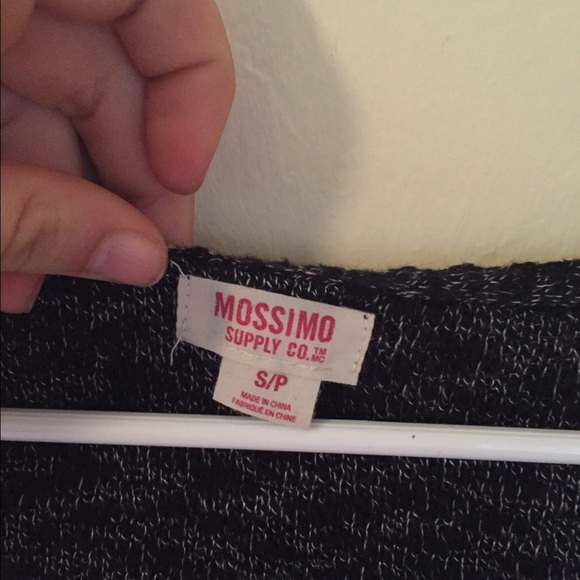 MOSSIMO
SUPPLY CO.™ MC
S/P
MADE IN CHINA
FABRIQUÉ EN CHINE